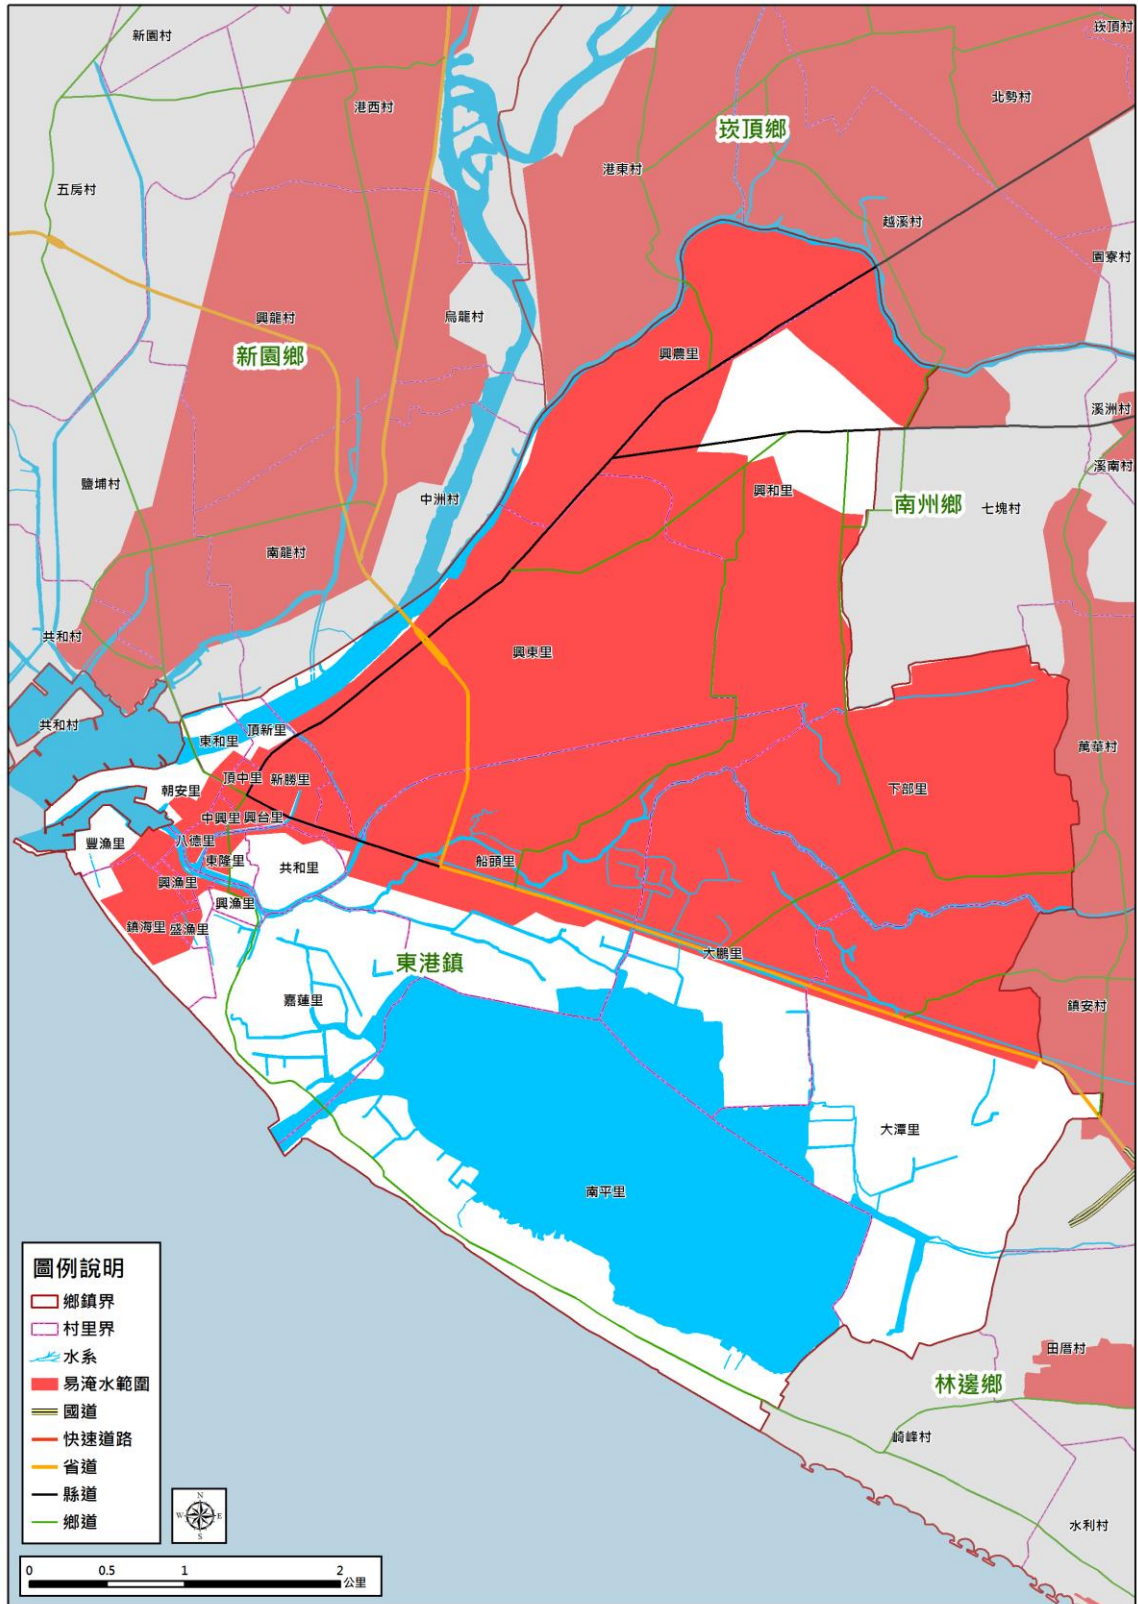 新園村
崁頂村
港西村
北勢村
崁頂鄉
港東村
五房村
越溪村
園寮村
興龍村
烏龍村
新園鄉
興農里
溪洲村
溪南村
鹽埔村
中洲村
興和里
南州鄉
七塊村
南龍村
共和村
興東里
共和村
東和里
頂新里
萬華村
頂中里
新勝里
朝安里
下部里
中興里
興台里
豐漁里
八德里
東隆里
共和里
船頭里
興漁里
興漁里
鎮海里
盛漁里
大鵬里
東港鎮
嘉蓮里
鎮安村
大潭里
南平里
田厝村
林邊鄉
崎峰村
水利村
圖例說明
鄉鎮界
村里界
水系
易淹水範圍
國道
快速道路
省道
縣道
鄉道
N
W
E
S
0 0.5 1 2
公里